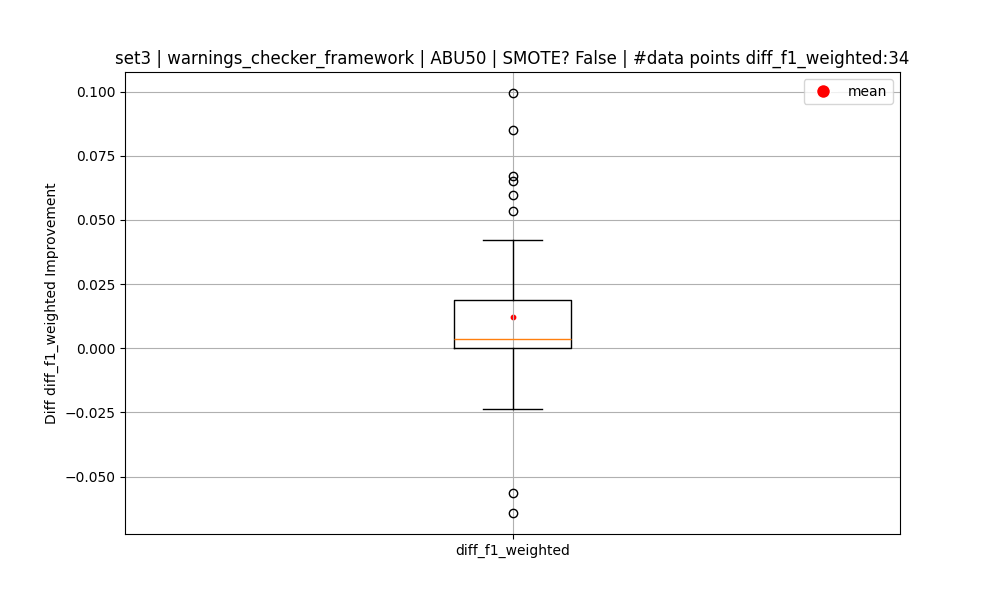 set3 | warnings_checker_framework | ABU50 | SMOTE? False | #data points diff_f1_weighted:34
mean
0.100
0.075
0.050
0.025
0.000
−0.025
−0.050
Diff diff_f1_weighted Improvement
diff_f1_weighted